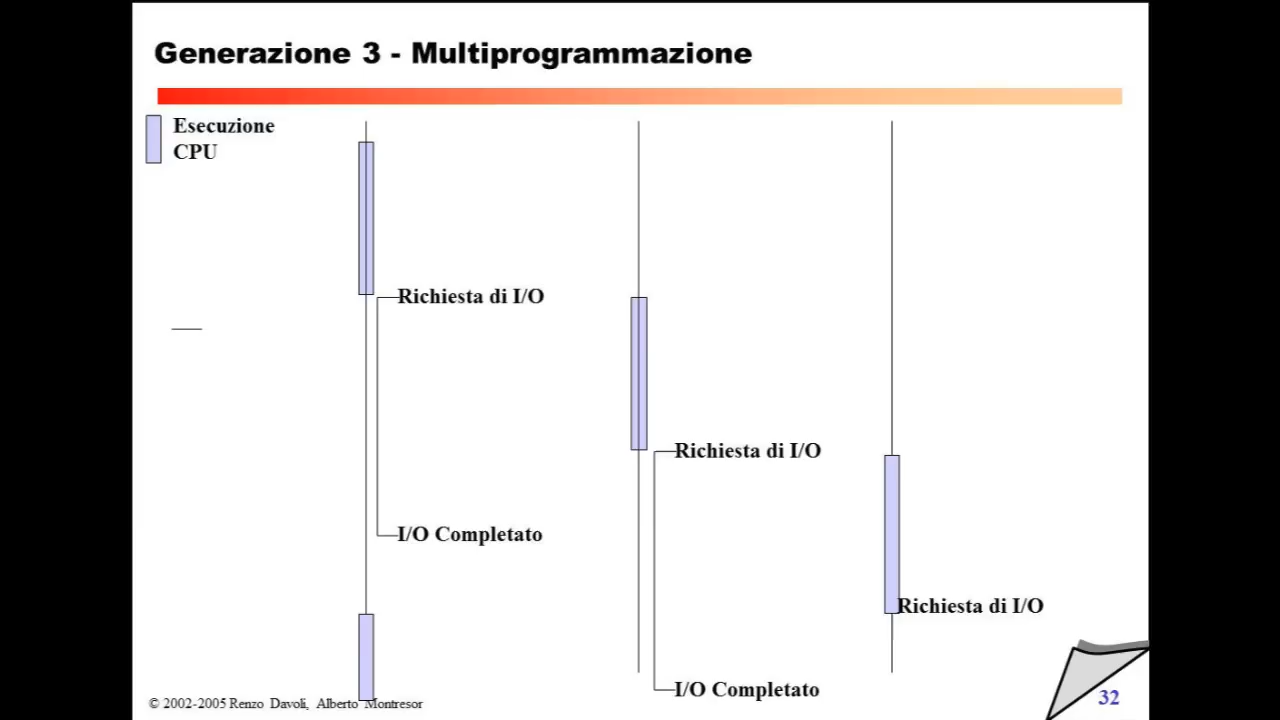 Generazione 3 - Multiprogrammazione
Esecuzione
CPU
Richiesta di I/O
Richiesta di I/O
I/O Completato
Richiesta di I/O
I/O Completato
© 2002-2005 Renzo Davoli, Alberto Montresor
32